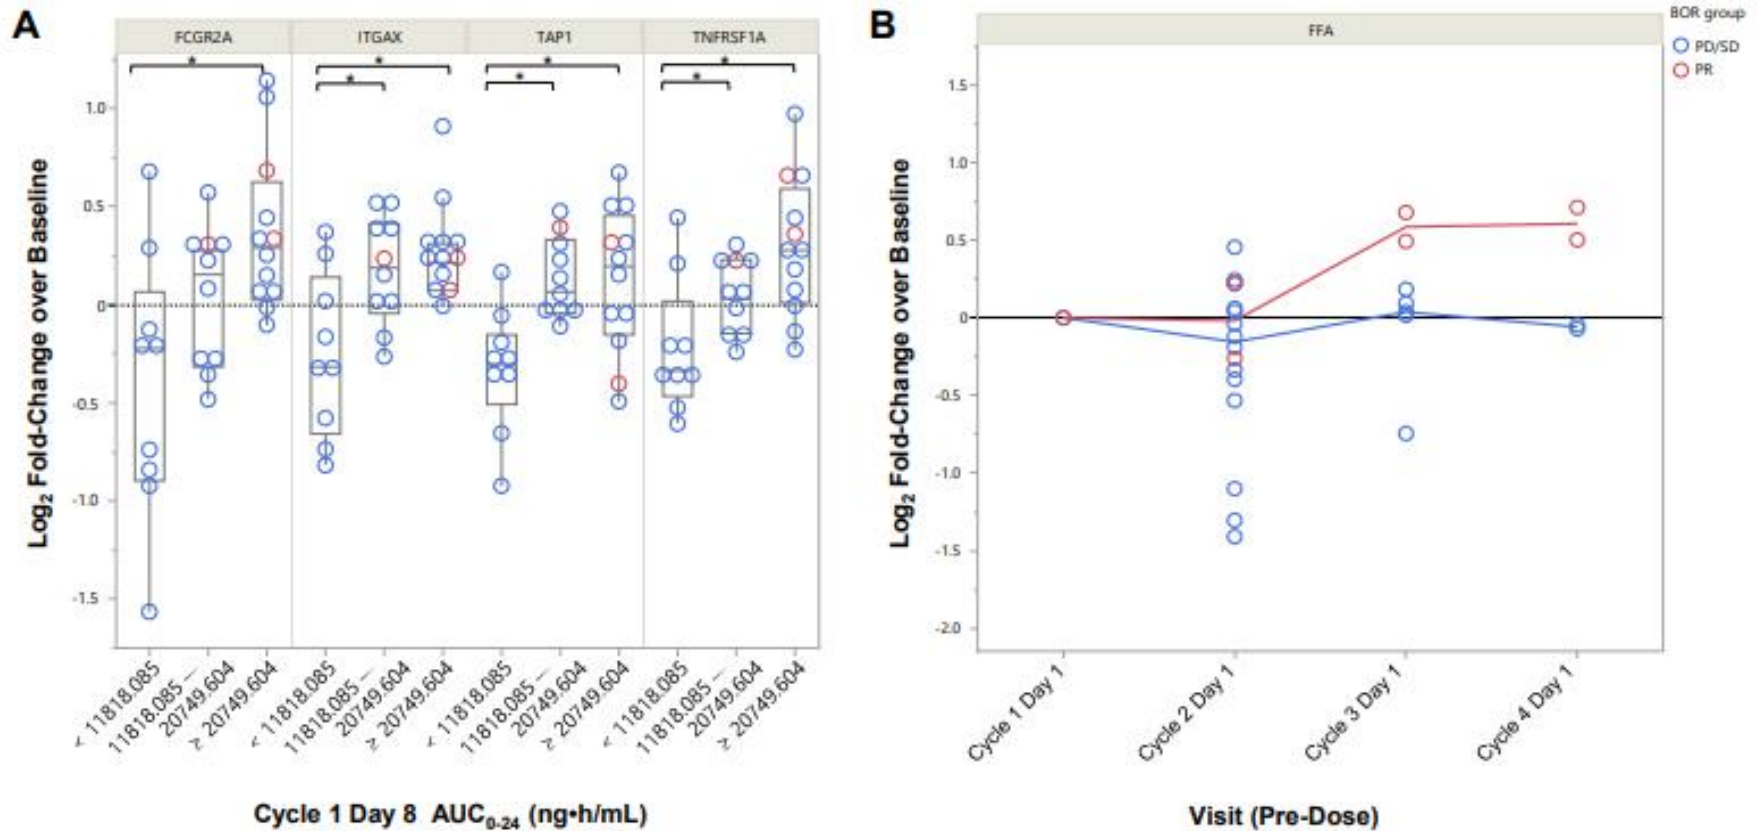 A
FCGR2A
ITGAX
TAP1
TNFRSF1A
*
*
*
*
*
*
*
1.0
0.5
0
-0.5
-1.0
-1.5
Log2 Fold-Change over Baseline
< 11818.085
11818.085 –
20749.604
≥ 20749.604
< 11818.085
11818.085 –
20749.604
≥ 20749.604
< 11818.085
11818.085 –
20749.604
≥ 20749.604
< 11818.085
11818.085 –
20749.604
≥ 20749.604
Cycle 1 Day 8 AUC0-24 (ng•h/mL)
B
FFA
BOR group
PD/SD
PR
1.5
1.0
0.5
0
-0.5
-1.0
-1.5
-2.0
Log2 Fold-Change over Baseline
Cycle 1 Day 1
Cycle 2 Day 1
Cycle 3 Day 1
Cycle 4 Day 1
Visit (Pre-Dose)